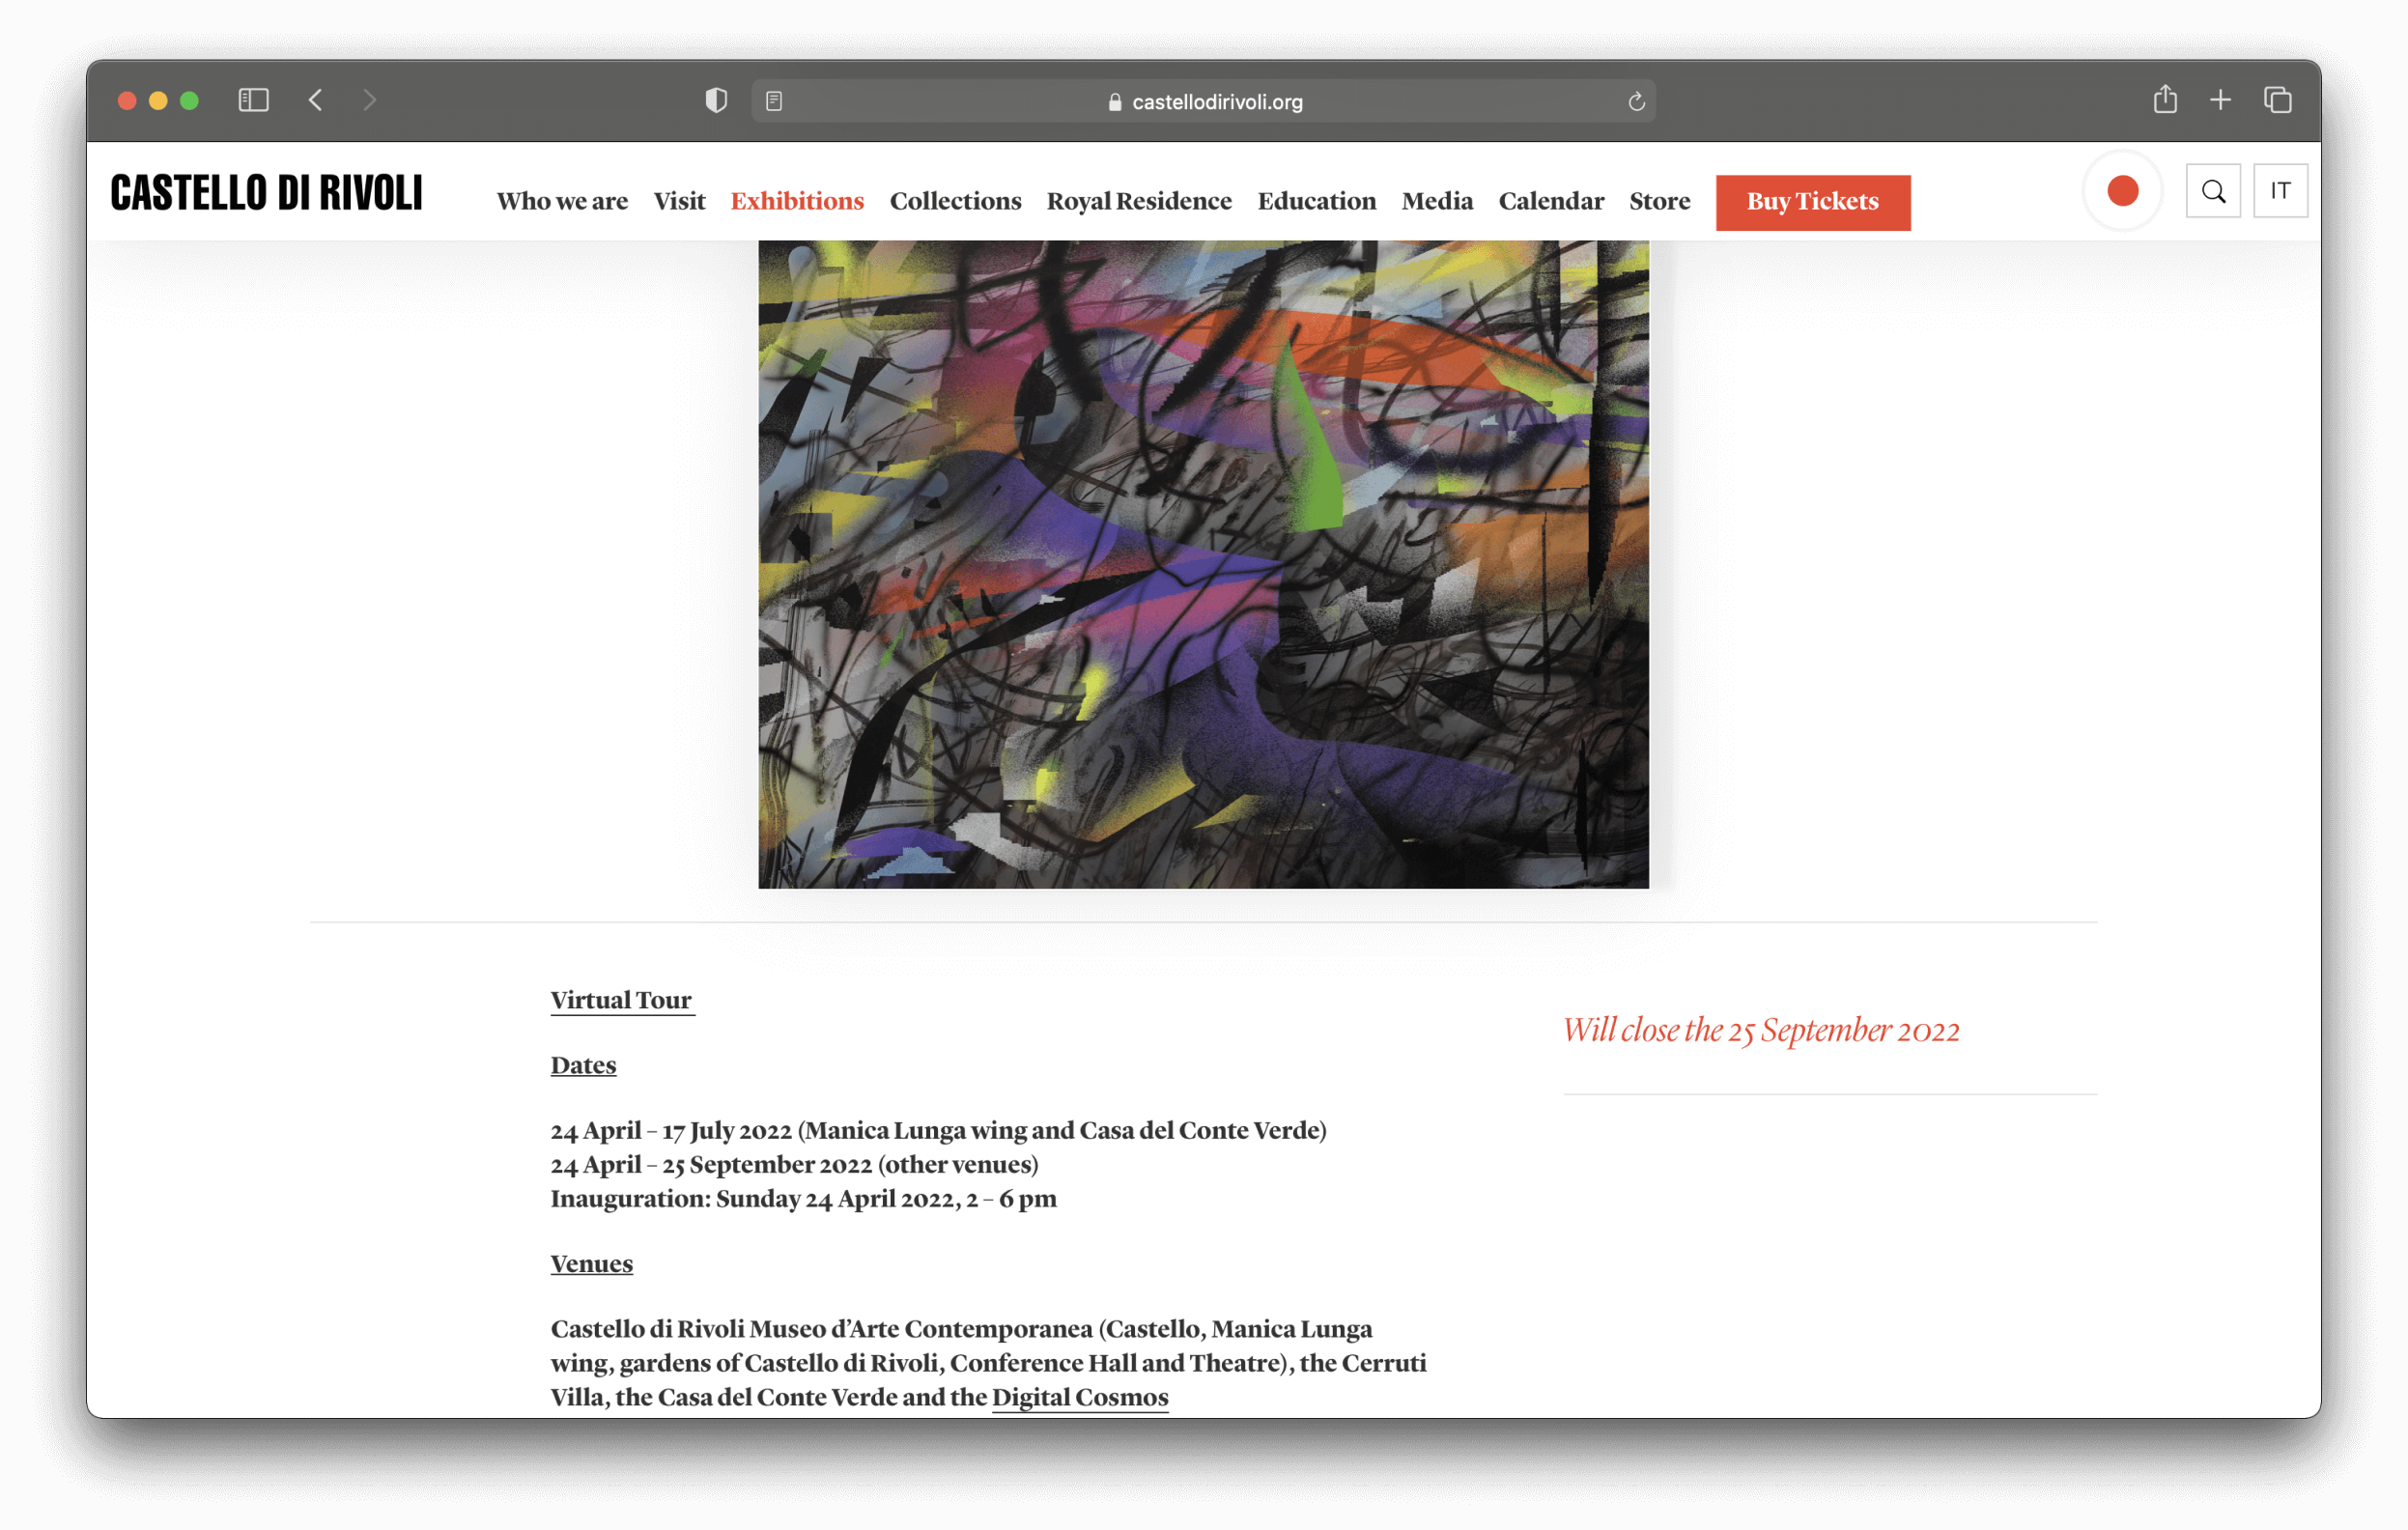 castellodirivoli.org
CASTELLO DI RIVOLI
Who we are Visit Exhibitions Collections Royal Residence Education Media Calendar Store Buy Tickets IT
Virtual Tour
Dates
24 April – 17 July 2022 (Manica Lunga wing and Casa del Conte Verde)
24 April – 25 September 2022 (other venues)
Inauguration: Sunday 24 April 2022, 2 – 6 pm
Venues
Castello di Rivoli Museo d’Arte Contemporanea (Castello, Manica Lunga
wing, gardens of Castello di Rivoli, Conference Hall and Theatre), the Cerruti
Villa, the Casa del Conte Verde and the Digital Cosmos
Will close the 25 September 2022